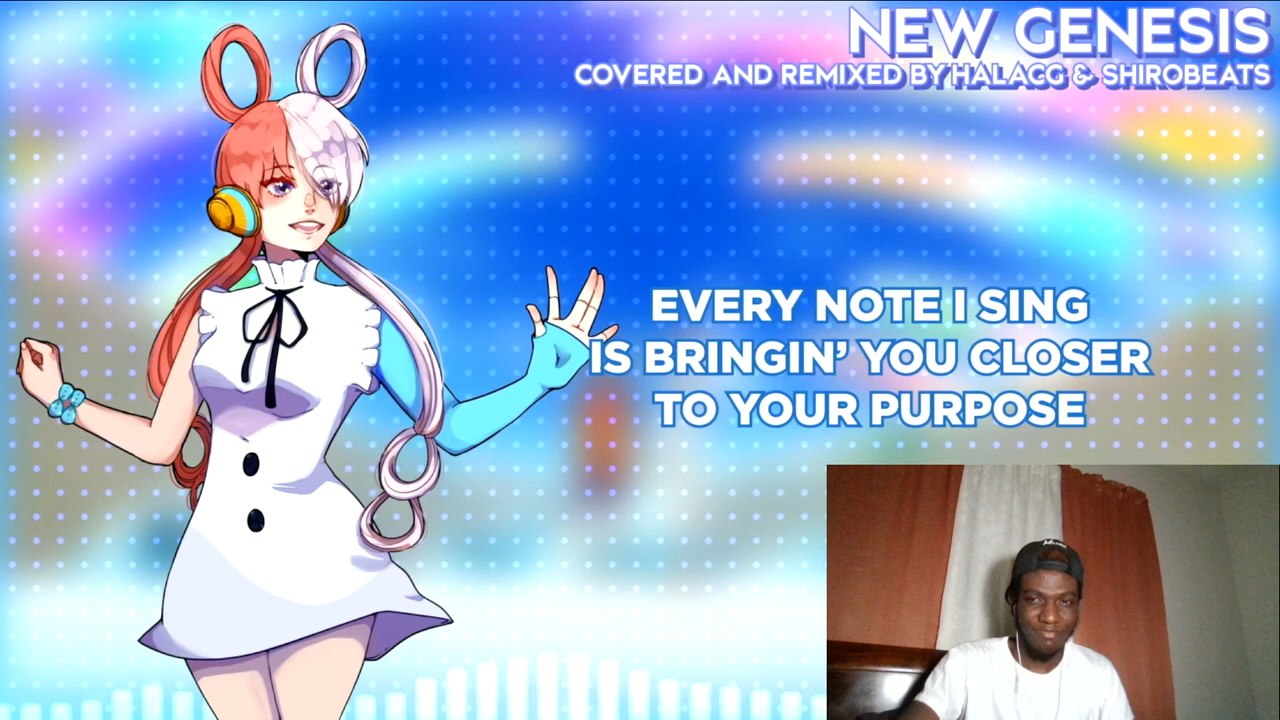 NEW GENESIS
COVERED AND REMIXED BY HALACG & SHIROBEATS
EVERY NOTE I SING
IS BRINGIN' YOU CLOSER
TO YOUR PURPOSE